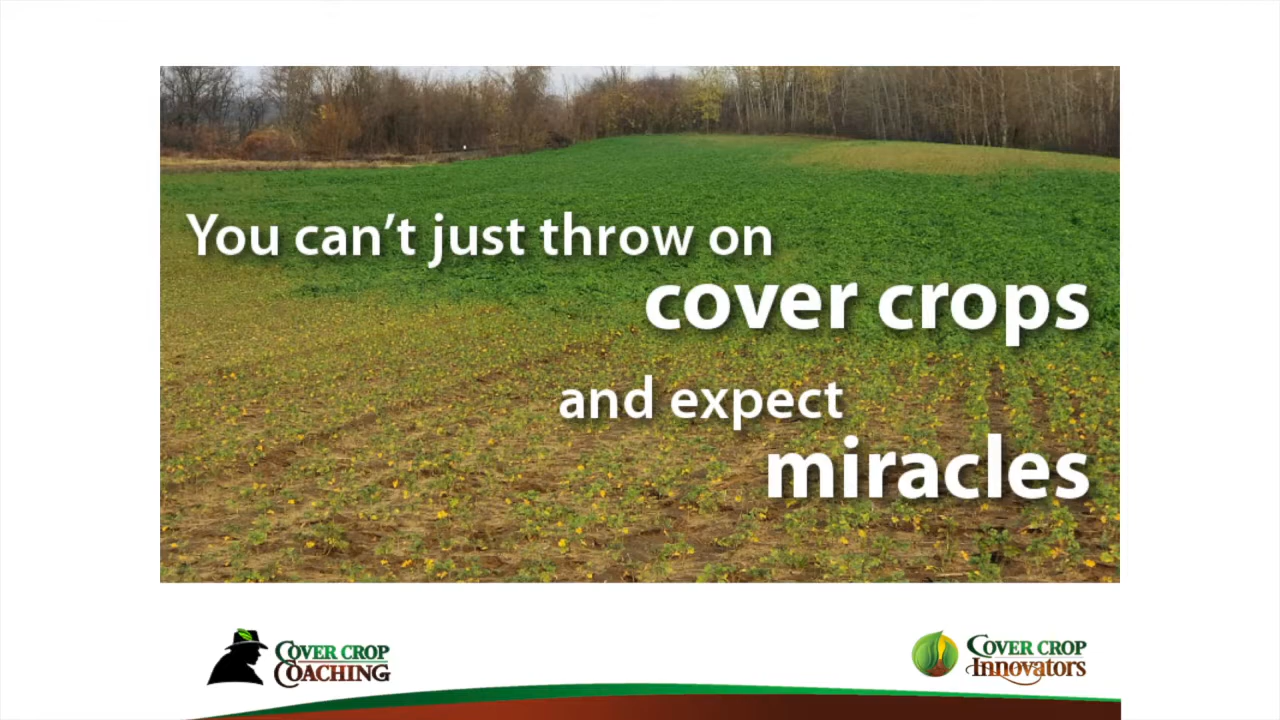 You can't just throw on
cover crops
and expect
miracles
COVER CROP
COACHING
COVER CROP
INNOVATORS